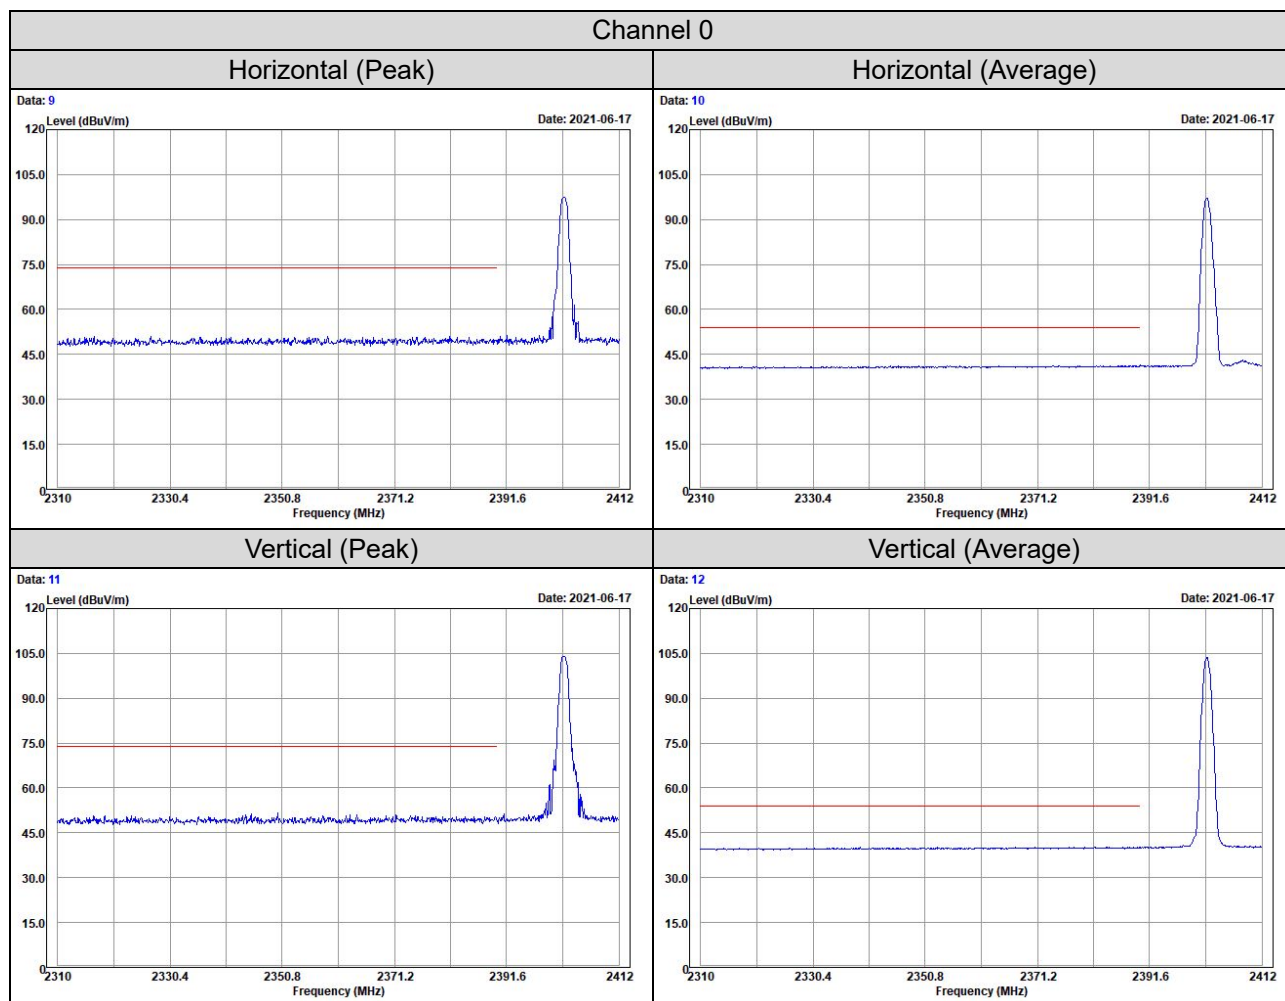 Channel 0
Horizontal (Peak)
Horizontal (Average)
Data: 9
Level (dBuV/m)
Date: 2021-06-17
120
105.0
90.0
75.0
60.0
45.0
30.0
15.0
0
2310
2330.4
2350.8
2371.2
2391.6
2412
Frequency (MHz)
Data: 10
Level (dBuV/m)
Date: 2021-06-17
120
105.0
90.0
75.0
60.0
45.0
30.0
15.0
0
2310
2330.4
2350.8
2371.2
2391.6
2412
Frequency (MHz)
Vertical (Peak)
Vertical (Average)
Data: 11
Level (dBuV/m)
Date: 2021-06-17
120
105.0
90.0
75.0
60.0
45.0
30.0
15.0
0
2310
2330.4
2350.8
2371.2
2391.6
2412
Frequency (MHz)
Data: 12
Level (dBuV/m)
Date: 2021-06-17
120
105.0
90.0
75.0
60.0
45.0
30.0
15.0
0
2310
2330.4
2350.8
2371.2
2391.6
2412
Frequency (MHz)